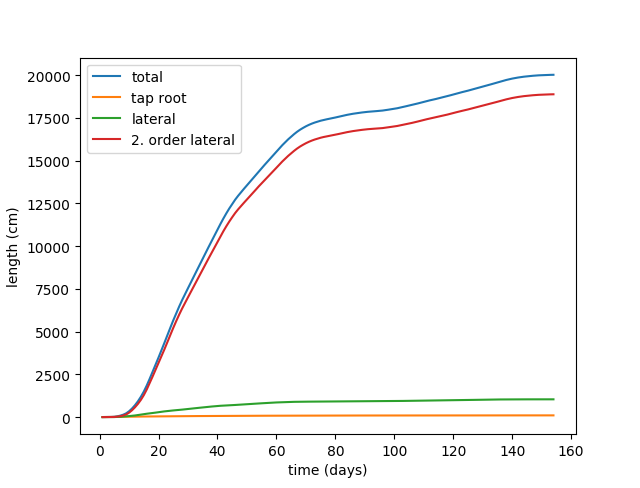 total
tap root
lateral
2. order lateral
length (cm)
20000
17500
15000
12500
10000
7500
5000
2500
0
0 20 40 60 80 100 120 140 160
time (days)